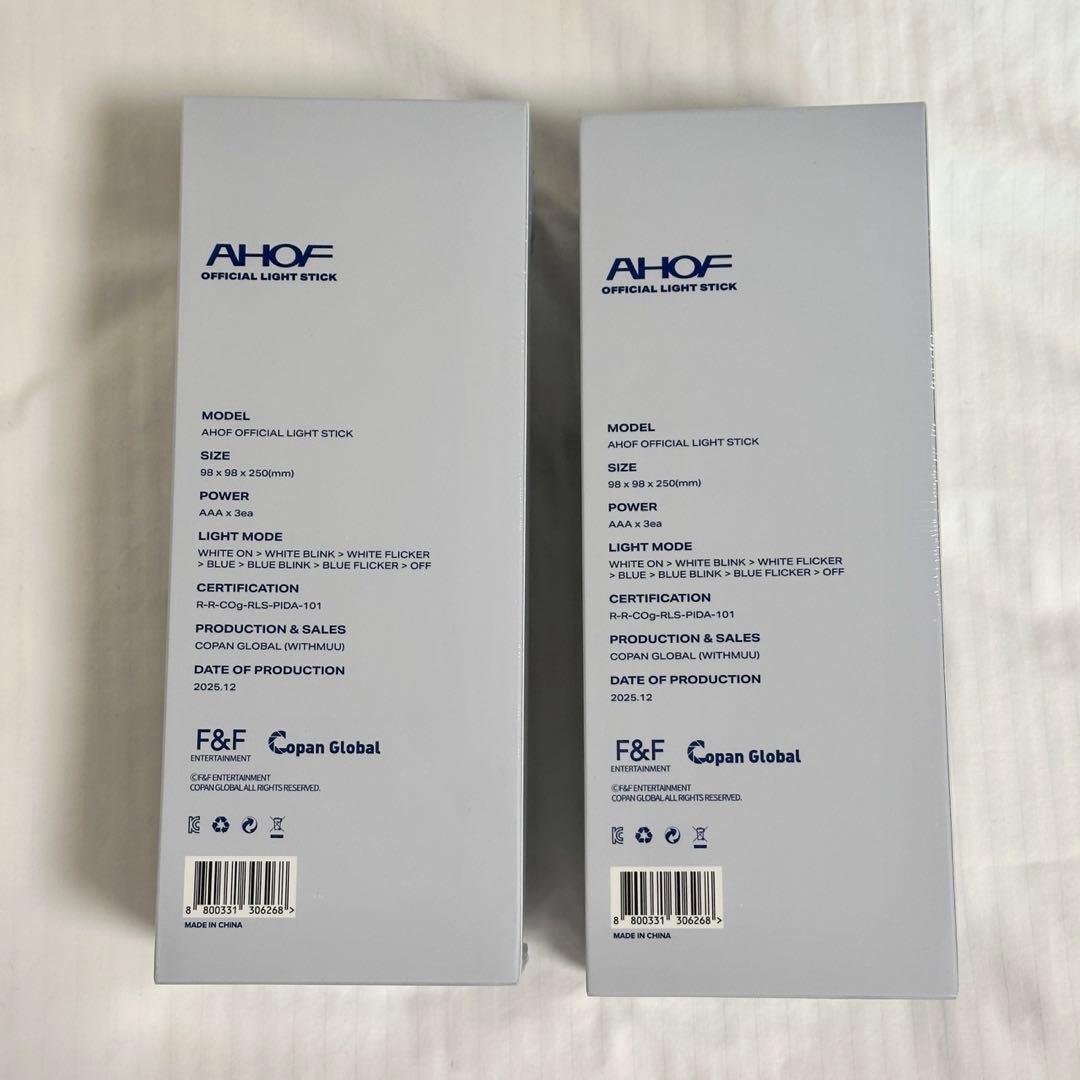 AHOF
OFFICIAL LIGHT STICK
MODEL
AHOF OFFICIAL LIGHT STICK
SIZE
98 x 98 x 250(mm)
POWER
AAA x 3ea
LIGHT MODE
WHITE ON > WHITE BLINK > WHITE FLICKER
> BLUE > BLUE BLINK > BLUE FLICKER > OFF
CERTIFICATION
R-R-COg-RLS-PIDA-101
PRODUCTION & SALES
COPAN GLOBAL (WITHMUU)
DATE OF PRODUCTION
2025.12
F&F
ENTERTAINMENT
Copan Global
©F&F ENTERTAINMENT
COPAN GLOBAL ALL RIGHTS RESERVED.
8 800331 306268 >
MADE IN CHINA
AHOF
OFFICIAL LIGHT STICK
MODEL
AHOF OFFICIAL LIGHT STICK
SIZE
98 x 98 x 250(mm)
POWER
AAA x 3ea
LIGHT MODE
WHITE ON > WHITE BLINK > WHITE FLICKER
> BLUE > BLUE BLINK > BLUE FLICKER > OFF
CERTIFICATION
R-R-COg-RLS-PIDA-101
PRODUCTION & SALES
COPAN GLOBAL (WITHMUU)
DATE OF PRODUCTION
2025.12
F&F
ENTERTAINMENT
Copan Global
©F&F ENTERTAINMENT
COPAN GLOBAL ALL RIGHTS RESERVED.
8 800331 306268 >
MADE IN CHINA